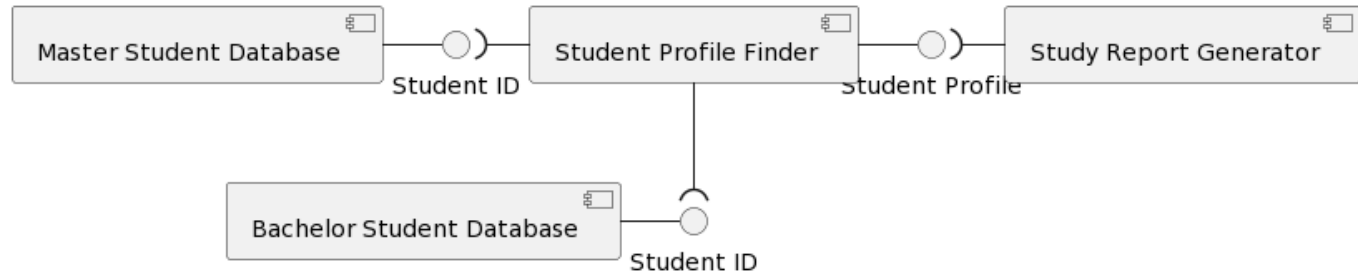 Master Student Database
Student Profile Finder
Study Report Generator
Student ID
Student Profile
Bachelor Student Database
Student ID